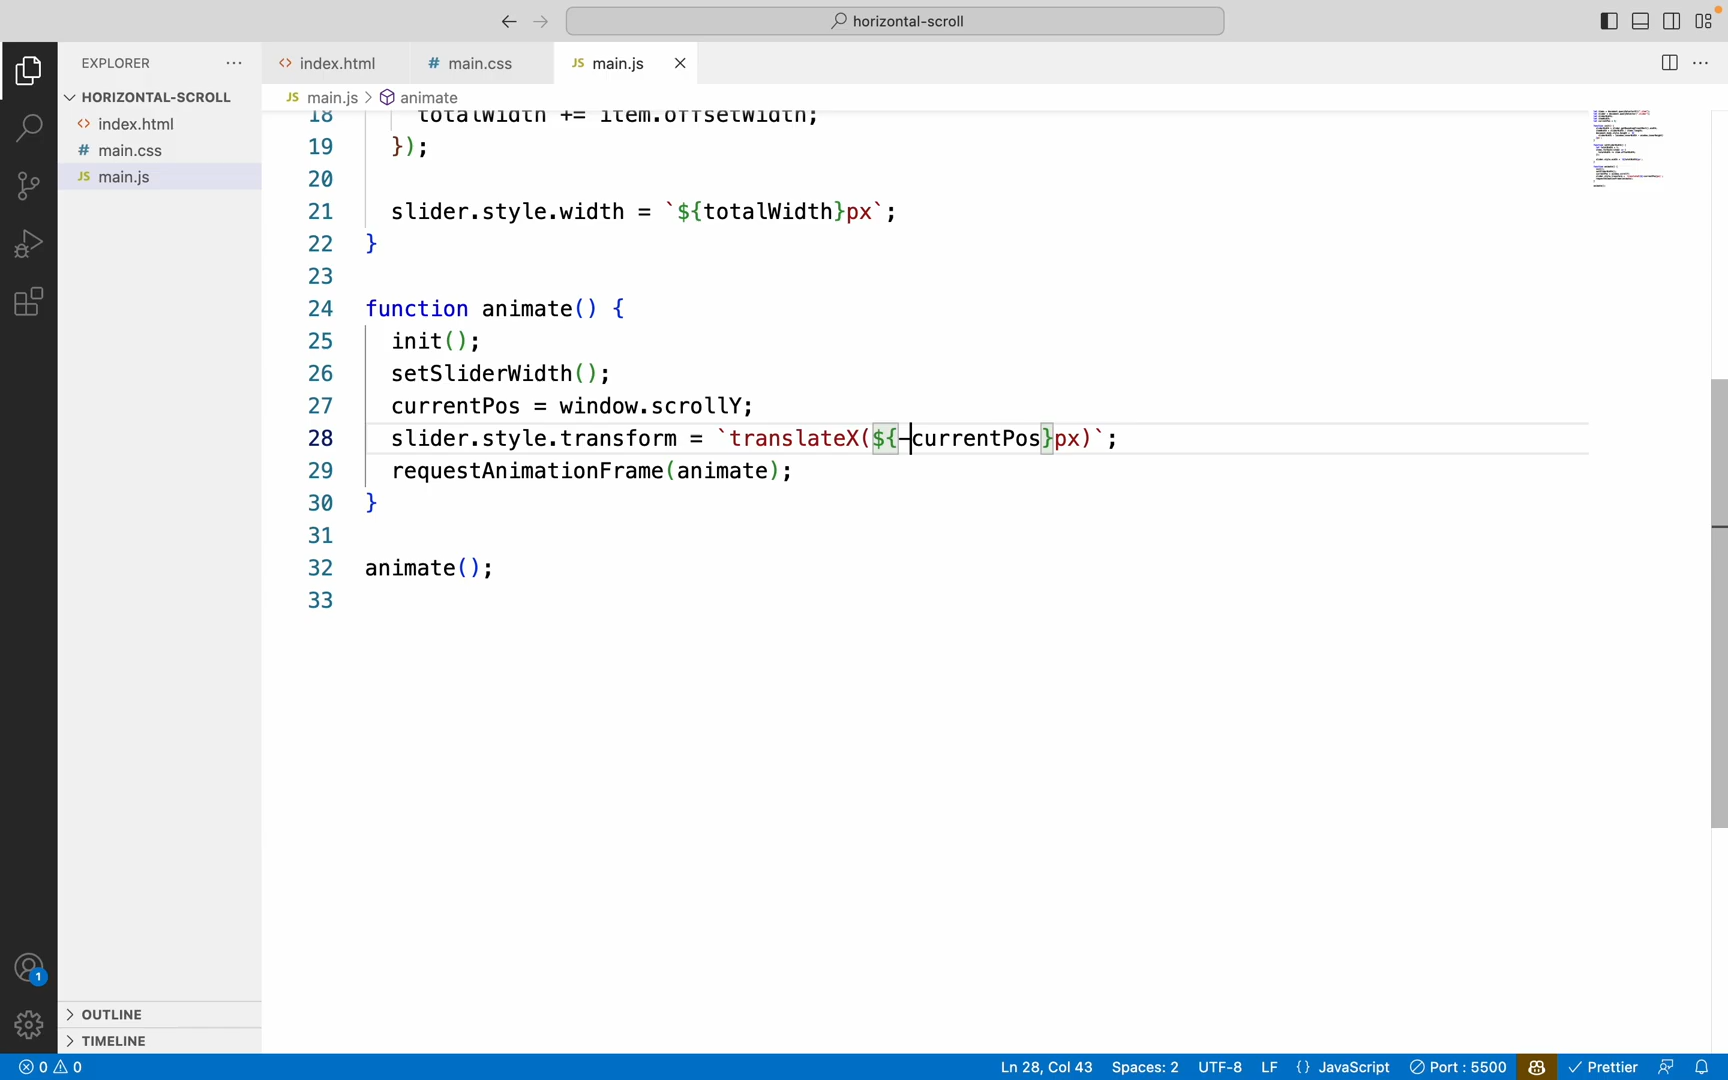 horizontal-scroll
EXPLORER
HORIZONTAL-SCROLL
<> index.html
# main.css
JS main.js
<> index.html
# main.css
JS main.js
JS main.js > animate
18 totalWidth += item.offsetWidth;
19 });
20
21 slider.style.width = `${totalWidth}px`;
22 }
23
24 function animate() {
25 init();
26 setSliderWidth();
27 currentPos = window.scrollY;
28 slider.style.transform = `translateX(${-currentPos}px)`;
29 requestAnimationFrame(animate);
30 }
31
32 animate();
33
1
OUTLINE
TIMELINE
0 0
Ln 28, Col 43 Spaces: 2 UTF-8 LF {} JavaScript Port : 5500 Prettier